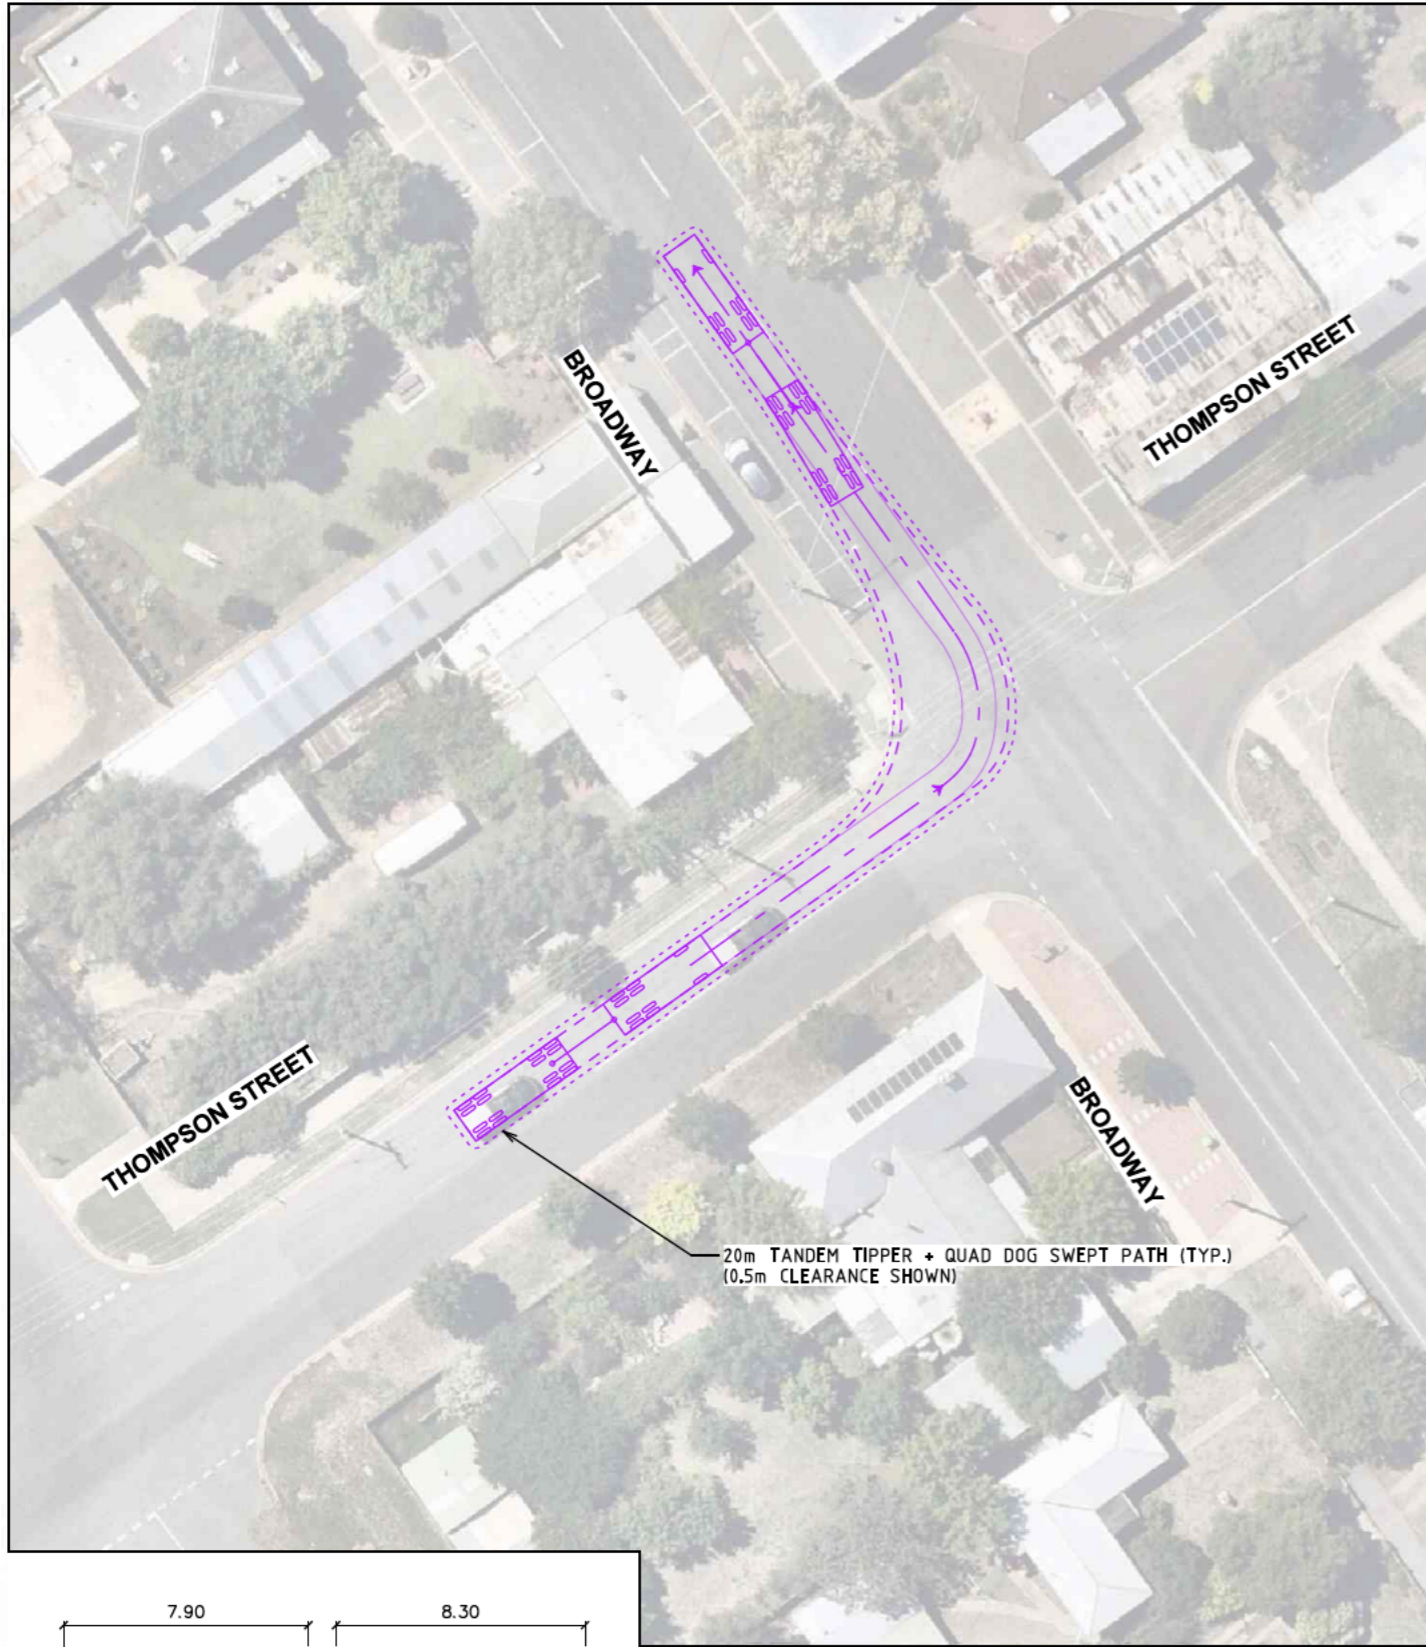 BROADWAY
THOMPSON STREET
THOMPSON STREET
BROADWAY
20m TANDEM TIPPER + QUAD DOG SWEPT PATH (TYP.)
(0.5m CLEARANCE SHOWN)
7.90
8.30